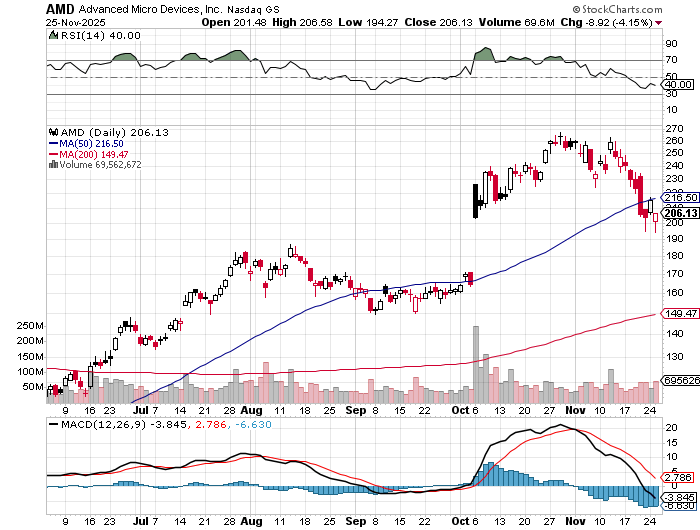 AMD Advanced Micro Devices, Inc. Nasdaq GS © StockCharts.com
25-Nov-2025 Open 201.48 High 206.58 Low 194.27 Close 206.13 Volume 69.6M Chg -8.92 (-4.15%)
RSI(14) 40.00
90
70
50
40.00
30
10
AMD (Daily) 206.13
MA(50) 216.50
MA(200) 149.47
Volume 69,562,672
270
260
250
240
230
216.50
210
206.13
200
190
180
170
160
149.47
140
130
120
250M
200M
150M
100M
50M
695626
9 16 23 Jul 7 14 21 28 Aug 11 18 25 Sep 8 15 22 Oct 6 13 20 27 Nov 10 17 24
MACD(12,26,9) -3.845, 2.786, -6.630
20
15
10
5
2.786
0
-3.845
-6.630
9 16 23 Jul 7 14 21 28 Aug 11 18 25 Sep 8 15 22 Oct 6 13 20 27 Nov 10 17 24